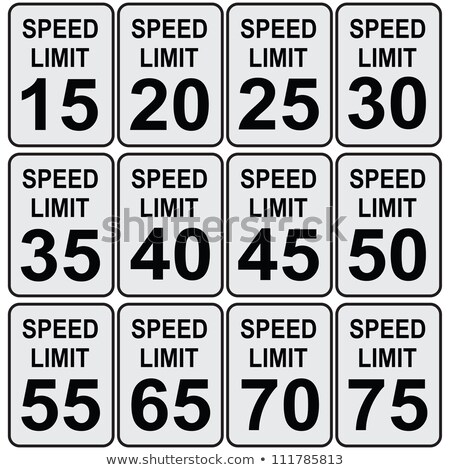 SPEED LIMIT 15
SPEED LIMIT 20
SPEED LIMIT 25
SPEED LIMIT 30
SPEED LIMIT 35
SPEED LIMIT 40
SPEED LIMIT 45
SPEED LIMIT 50
SPEED LIMIT 55
SPEED LIMIT 65
SPEED LIMIT 70
SPEED LIMIT 75
shutterstock
shutterstock.com · 111785813